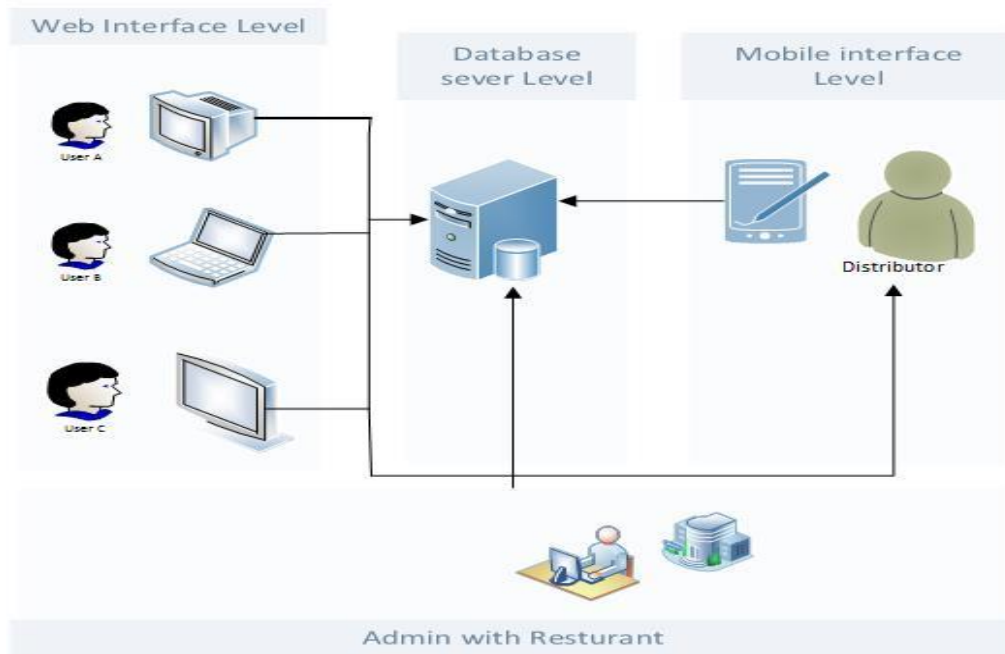 Web Interface Level
Database
sever Level
Mobile interface
Level
User A
User B
User C
Distributor
Admin with Resturant